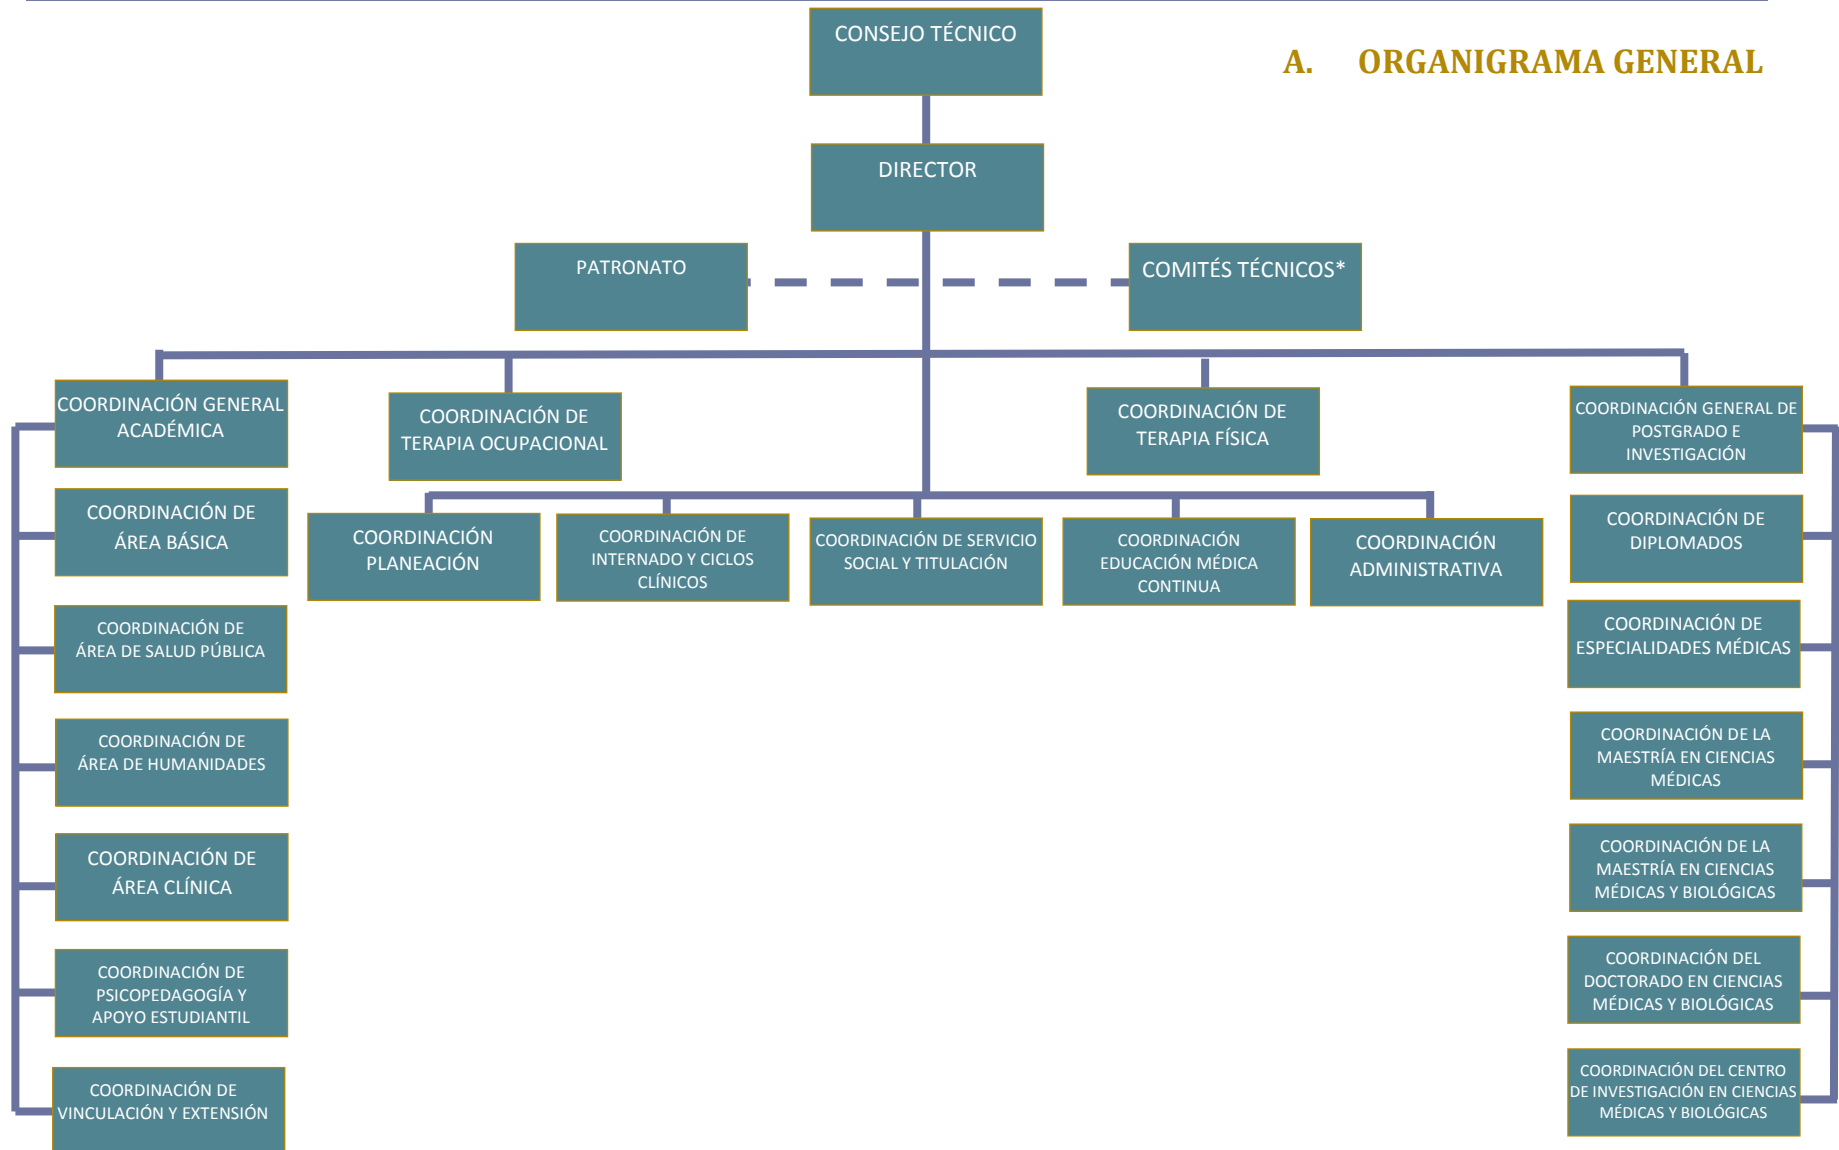 CONSEJO TÉCNICO
A. ORGANIGRAMA GENERAL
DIRECTOR
PATRONATO
COMITÉS TÉCNICOS*
COORDINACIÓN GENERAL
ACADÉMICA
COORDINACIÓN DE
TERAPIA OCUPACIONAL
COORDINACIÓN DE
TERAPIA FÍSICA
COORDINACIÓN GENERAL DE
POSTGRADO E
INVESTIGACIÓN
COORDINACIÓN DE
ÁREA BÁSICA
COORDINACIÓN
PLANEACIÓN
COORDINACIÓN DE
INTERNADO Y CICLOS
CLÍNICOS
COORDINACIÓN DE SERVICIO
SOCIAL Y TITULACIÓN
COORDINACIÓN
EDUCACIÓN MÉDICA
CONTINUA
COORDINACIÓN
ADMINISTRATIVA
COORDINACIÓN DE
DIPLOMADOS
COORDINACIÓN DE
ÁREA DE SALUD PÚBLICA
COORDINACIÓN DE
ESPECIALIDADES MÉDICAS
COORDINACIÓN DE
ÁREA DE HUMANIDADES
COORDINACIÓN DE LA
MAESTRÍA EN CIENCIAS
MÉDICAS
COORDINACIÓN DE
ÁREA CLÍNICA
COORDINACIÓN DE LA
MAESTRÍA EN CIENCIAS
MÉDICAS Y BIOLÓGICAS
COORDINACIÓN DE
PSICOPEDAGOGÍA Y
APOYO ESTUDIANTIL
COORDINACIÓN DEL
DOCTORADO EN CIENCIAS
MÉDICAS Y BIOLÓGICAS
COORDINACIÓN DE
VINCULACIÓN Y EXTENSIÓN
COORDINACIÓN DEL CENTRO
DE INVESTIGACIÓN EN CIENCIAS
MÉDICAS Y BIOLÓGICAS